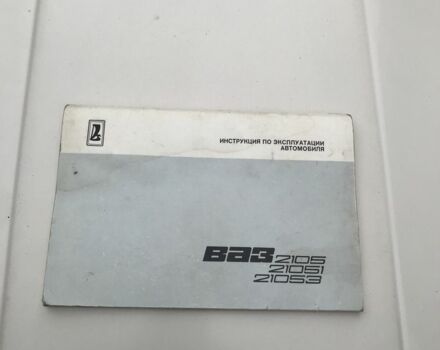 ИНСТРУКЦИЯ ПО ЭКСПЛУАТАЦИИ
АВТОМОБИЛЯ
ВАЗ 2105
21051
21053